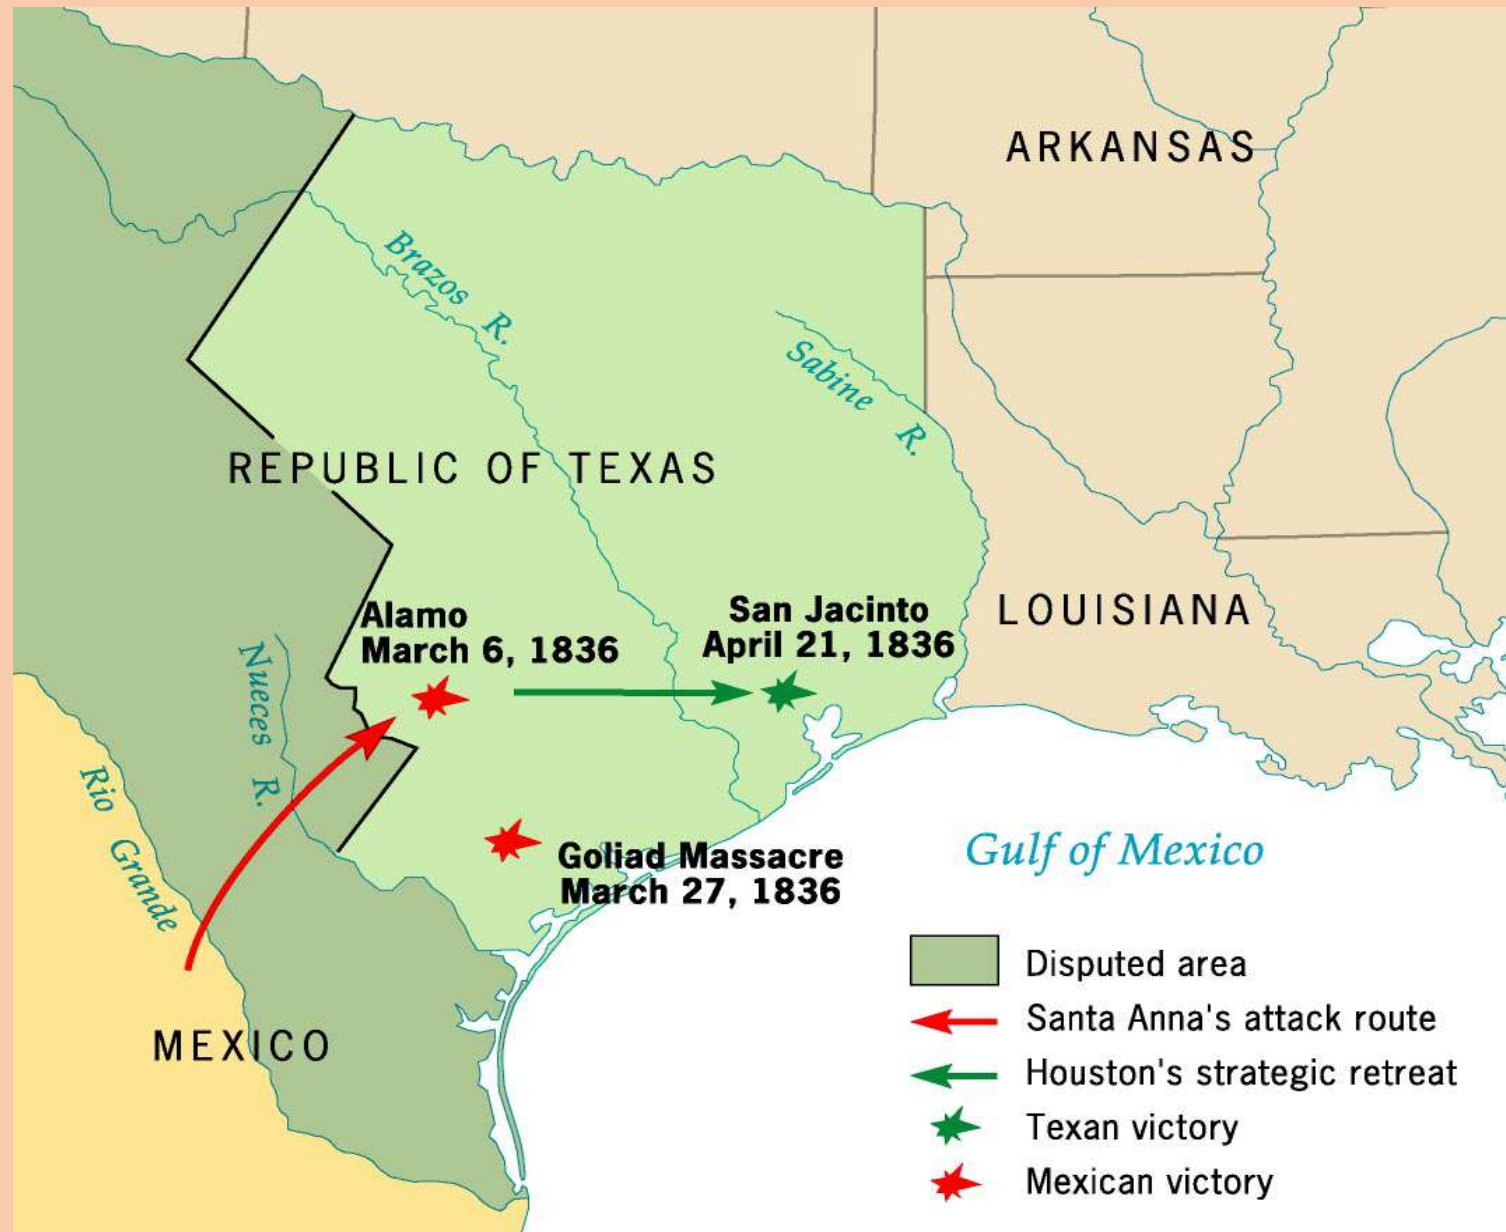 ARKANSAS
Brazos R.
Sabine R.
REPUBLIC OF TEXAS
Alamo
March 6, 1836
San Jacinto
April 21, 1836
LOUISIANA
Nueces R.
Rio Grande
Goliad Massacre
March 27, 1836
Gulf of Mexico
MEXICO
Disputed area
Santa Anna's attack route
Houston's strategic retreat
Texan victory
Mexican victory